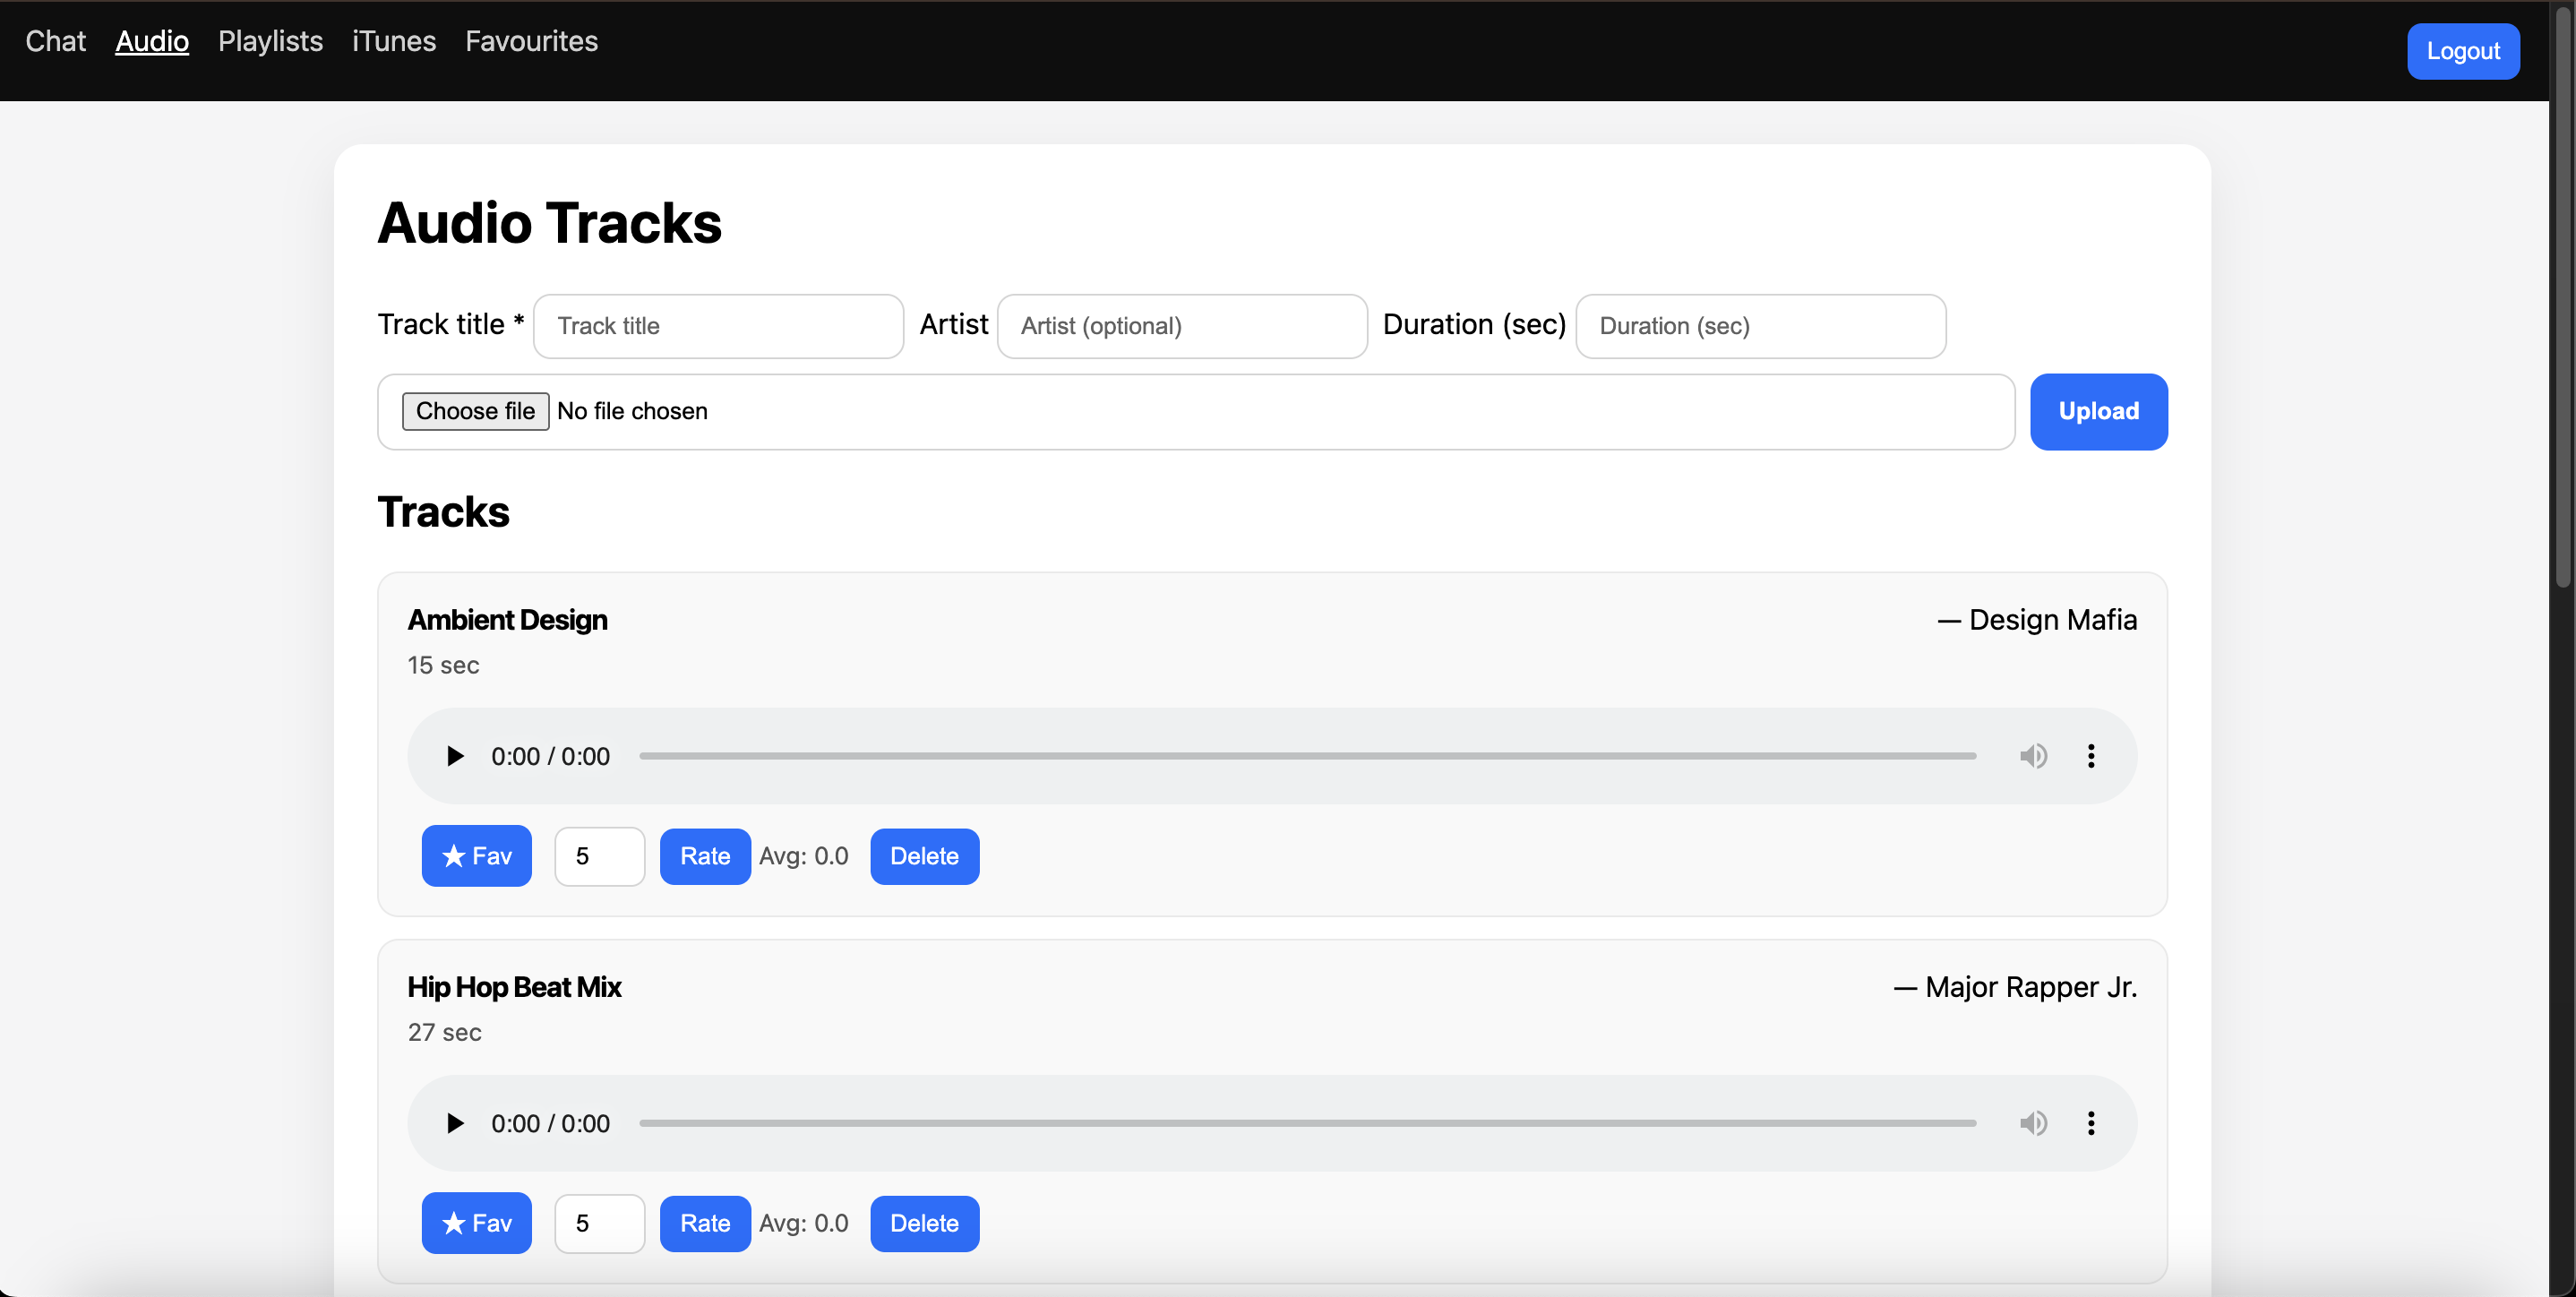 Chat Audio Playlists iTunes Favourites Logout
Audio Tracks
Track title * Track title Artist Artist (optional) Duration (sec) Duration (sec)
Choose file No file chosen Upload
Tracks
Ambient Design — Design Mafia
15 sec
0:00 / 0:00
★ Fav 5 Rate Avg: 0.0 Delete
Hip Hop Beat Mix — Major Rapper Jr.
27 sec
0:00 / 0:00
★ Fav 5 Rate Avg: 0.0 Delete